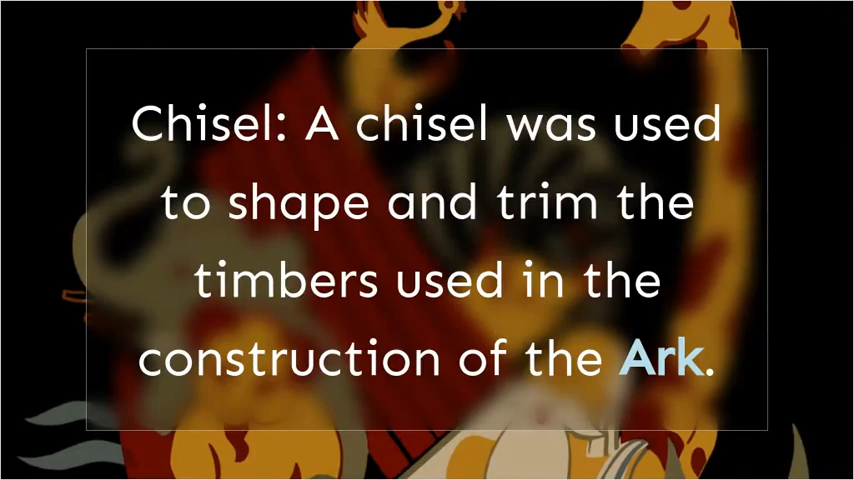 Chisel: A chisel was used
to shape and trim the
timbers used in the
construction of the Ark.